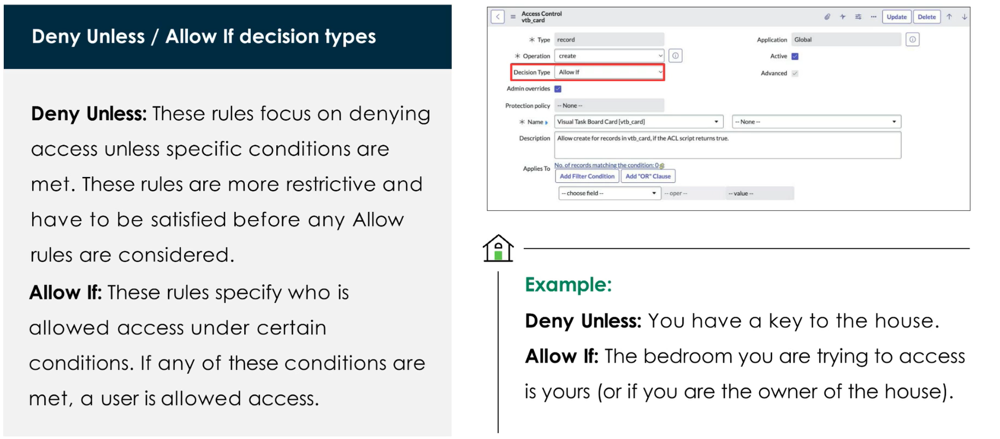 Deny Unless / Allow If decision types
Deny Unless: These rules focus on denying
access unless specific conditions are
met. These rules are more restrictive and
have to be satisfied before any Allow
rules are considered.
Allow If: These rules specify who is
allowed access under certain
conditions. If any of these conditions are
met, a user is allowed access.
Access Control
vtb_card
Update
Delete
Type
record
Application
Global
Operation
create
Active
Decision Type
Allow If
Advanced
Admin overrides
Protection policy
-- None --
Name
Visual Task Board Card [vtb_card]
-- None --
Description
Allow create for records in vtb_card, if the ACL script returns true.
Applies To
No. of records matching the condition: 0
Add Filter Condition
Add "OR" Clause
-- choose field --
-- oper --
-- value --
Example:
Deny Unless: You have a key to the house.
Allow If: The bedroom you are trying to access
is yours (or if you are the owner of the house).